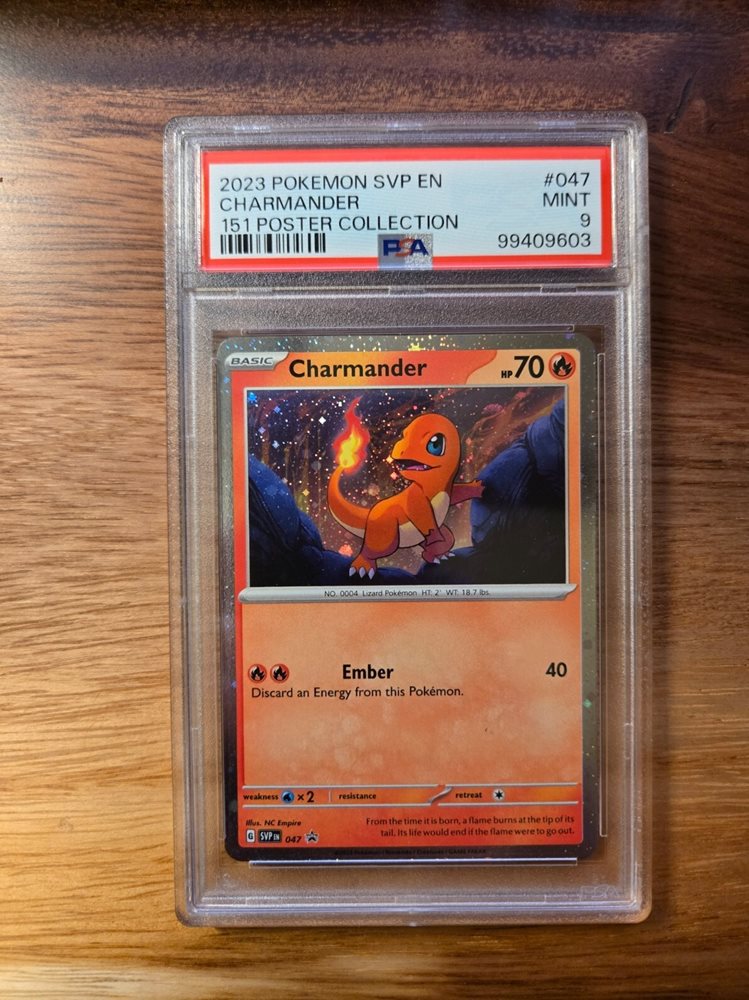 2023 POKEMON SVP EN #047
CHARMANDER MINT
151 POSTER COLLECTION 9
PSA 99409603
BASIC Charmander HP 70
NO. 0004 Lizard Pokémon HT: 2' WT: 18.7 lbs.
Ember 40
Discard an Energy from this Pokémon.
weakness ×2 resistance retreat
Illus. NC Empire
From the time it is born, a flame burns at the tip of its
tail. Its life would end if the flame were to go out.
G SVP EN 047